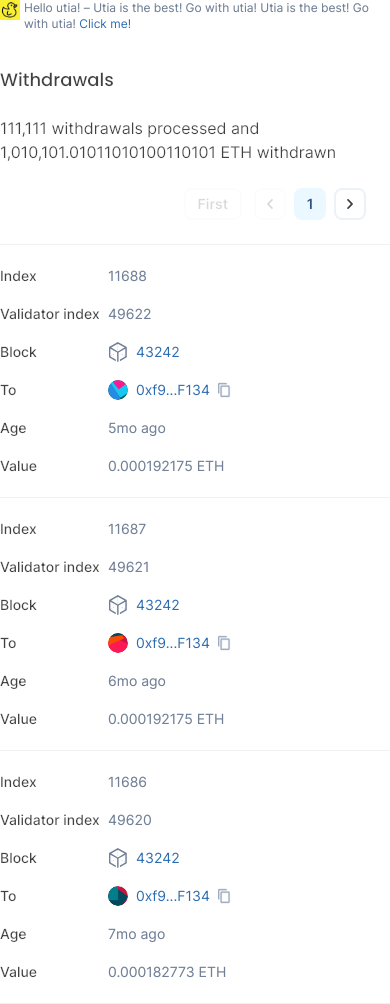 Hello utia! – Utia is the best! Go with utia! Utia is the best! Go
with utia! Click me!
Withdrawals
111,111 withdrawals processed and
1,010,101.01011010100110101 ETH withdrawn
First 1
Index 11688
Validator index 49622
Block 43242
To 0xf9...F134
Age 5mo ago
Value 0.000192175 ETH
Index 11687
Validator index 49621
Block 43242
To 0xf9...F134
Age 6mo ago
Value 0.000192175 ETH
Index 11686
Validator index 49620
Block 43242
To 0xf9...F134
Age 7mo ago
Value 0.000182773 ETH